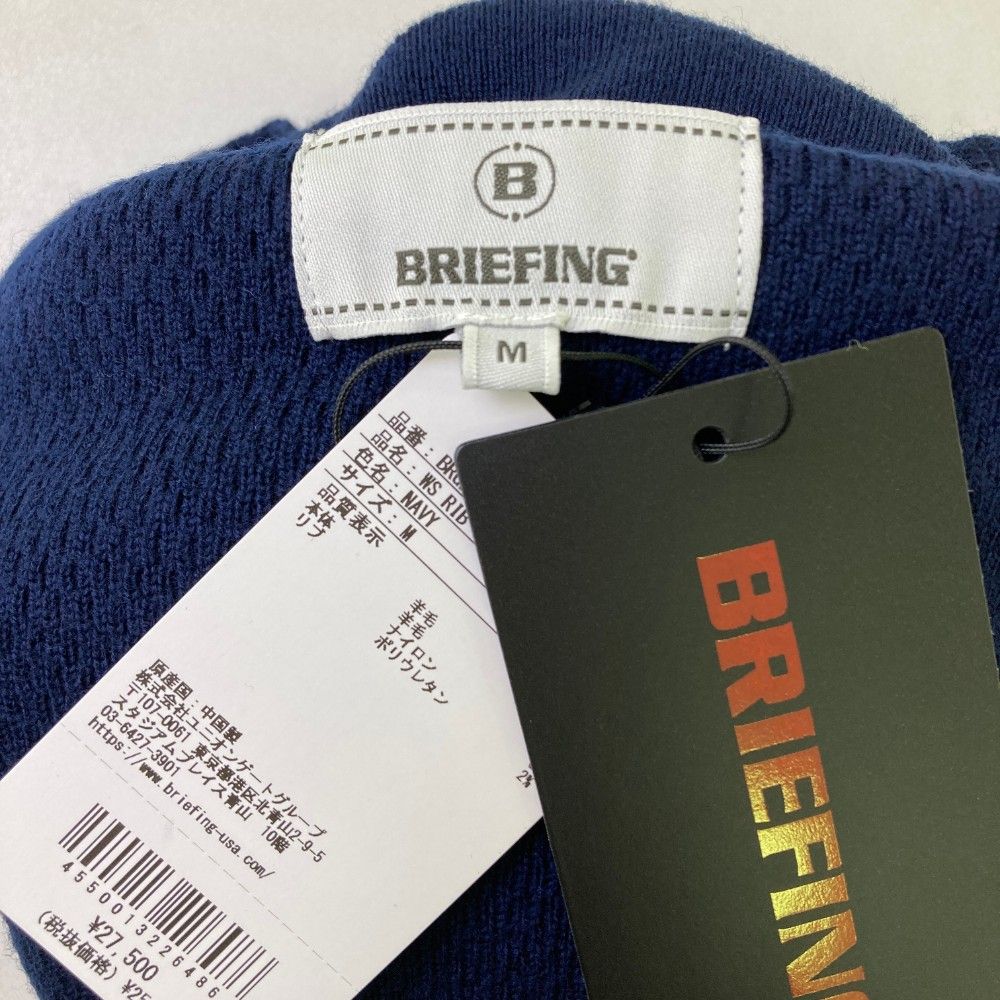 B
BRIEFING
M
品番: BRG
品名: WS RIB
色名: NAVY
サイズ: M
品質表示
本体
リブ
羊毛
羊毛
ナイロン
ポリウレタン
2%
原産国: 中国製
株式会社ユニオンゲートグループ
〒107-0061 東京都港区北青山2-9-5
スタジアムプレイス青山 10階
03-6427-3901
https://www.briefing-usa.com/
4550013226486
¥27,500
(税抜価格) ¥25
BRIEFING